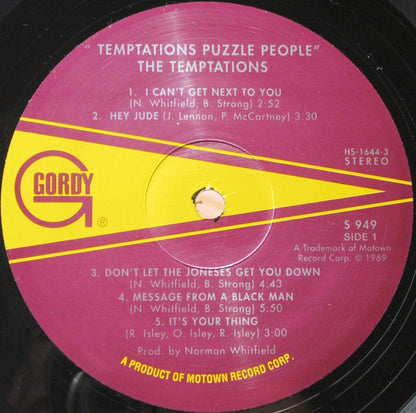 " TEMPTATIONS PUZZLE PEOPLE"
THE TEMPTATIONS
1. I CAN'T GET NEXT TO YOU
(N. Whitfield, B. Strong) 2:52
2. HEY JUDE (J. Lennon, P. McCartney) 3.30
HS-1644-3
STEREO
GORDY
G ®
S 949
SIDE 1
A Trademark of Motown
Record Corp. © 1969
3. DON'T LET THE JONESES GET YOU DOWN
(N. Whitfield, B. Strong) 4:43
4. MESSAGE FROM A BLACK MAN
(N. Whitfield, B. Strong) 5:50
5. IT'S YOUR THING
(R. Isley, O. Isley, R. Isley) 3:00
Prod. by Norman Whitfield
A PRODUCT OF MOTOWN RECORD CORP.